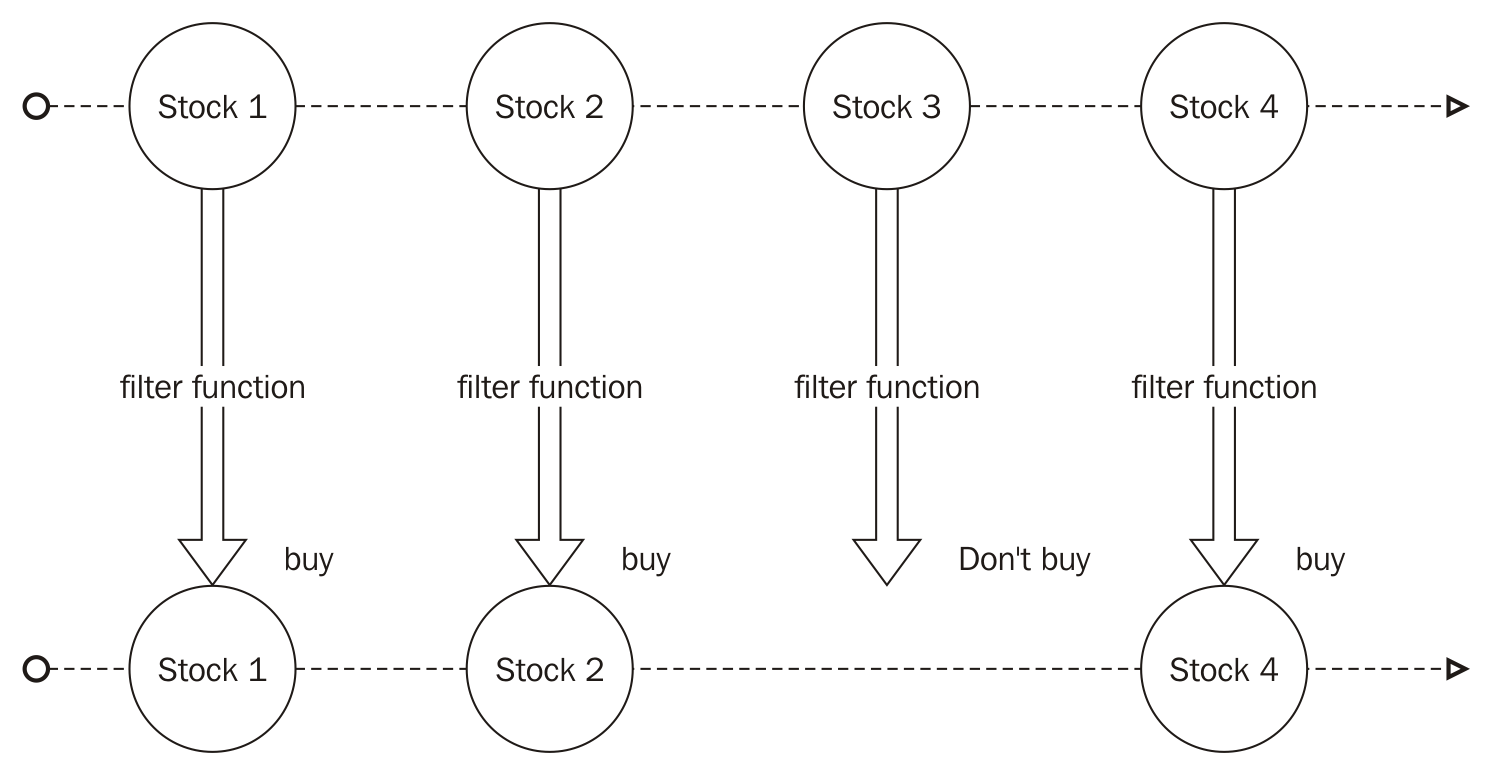 Stock 1
Stock 2
Stock 3
Stock 4
filter function
filter function
filter function
filter function
buy
buy
Don't buy
buy
Stock 1
Stock 2
Stock 4